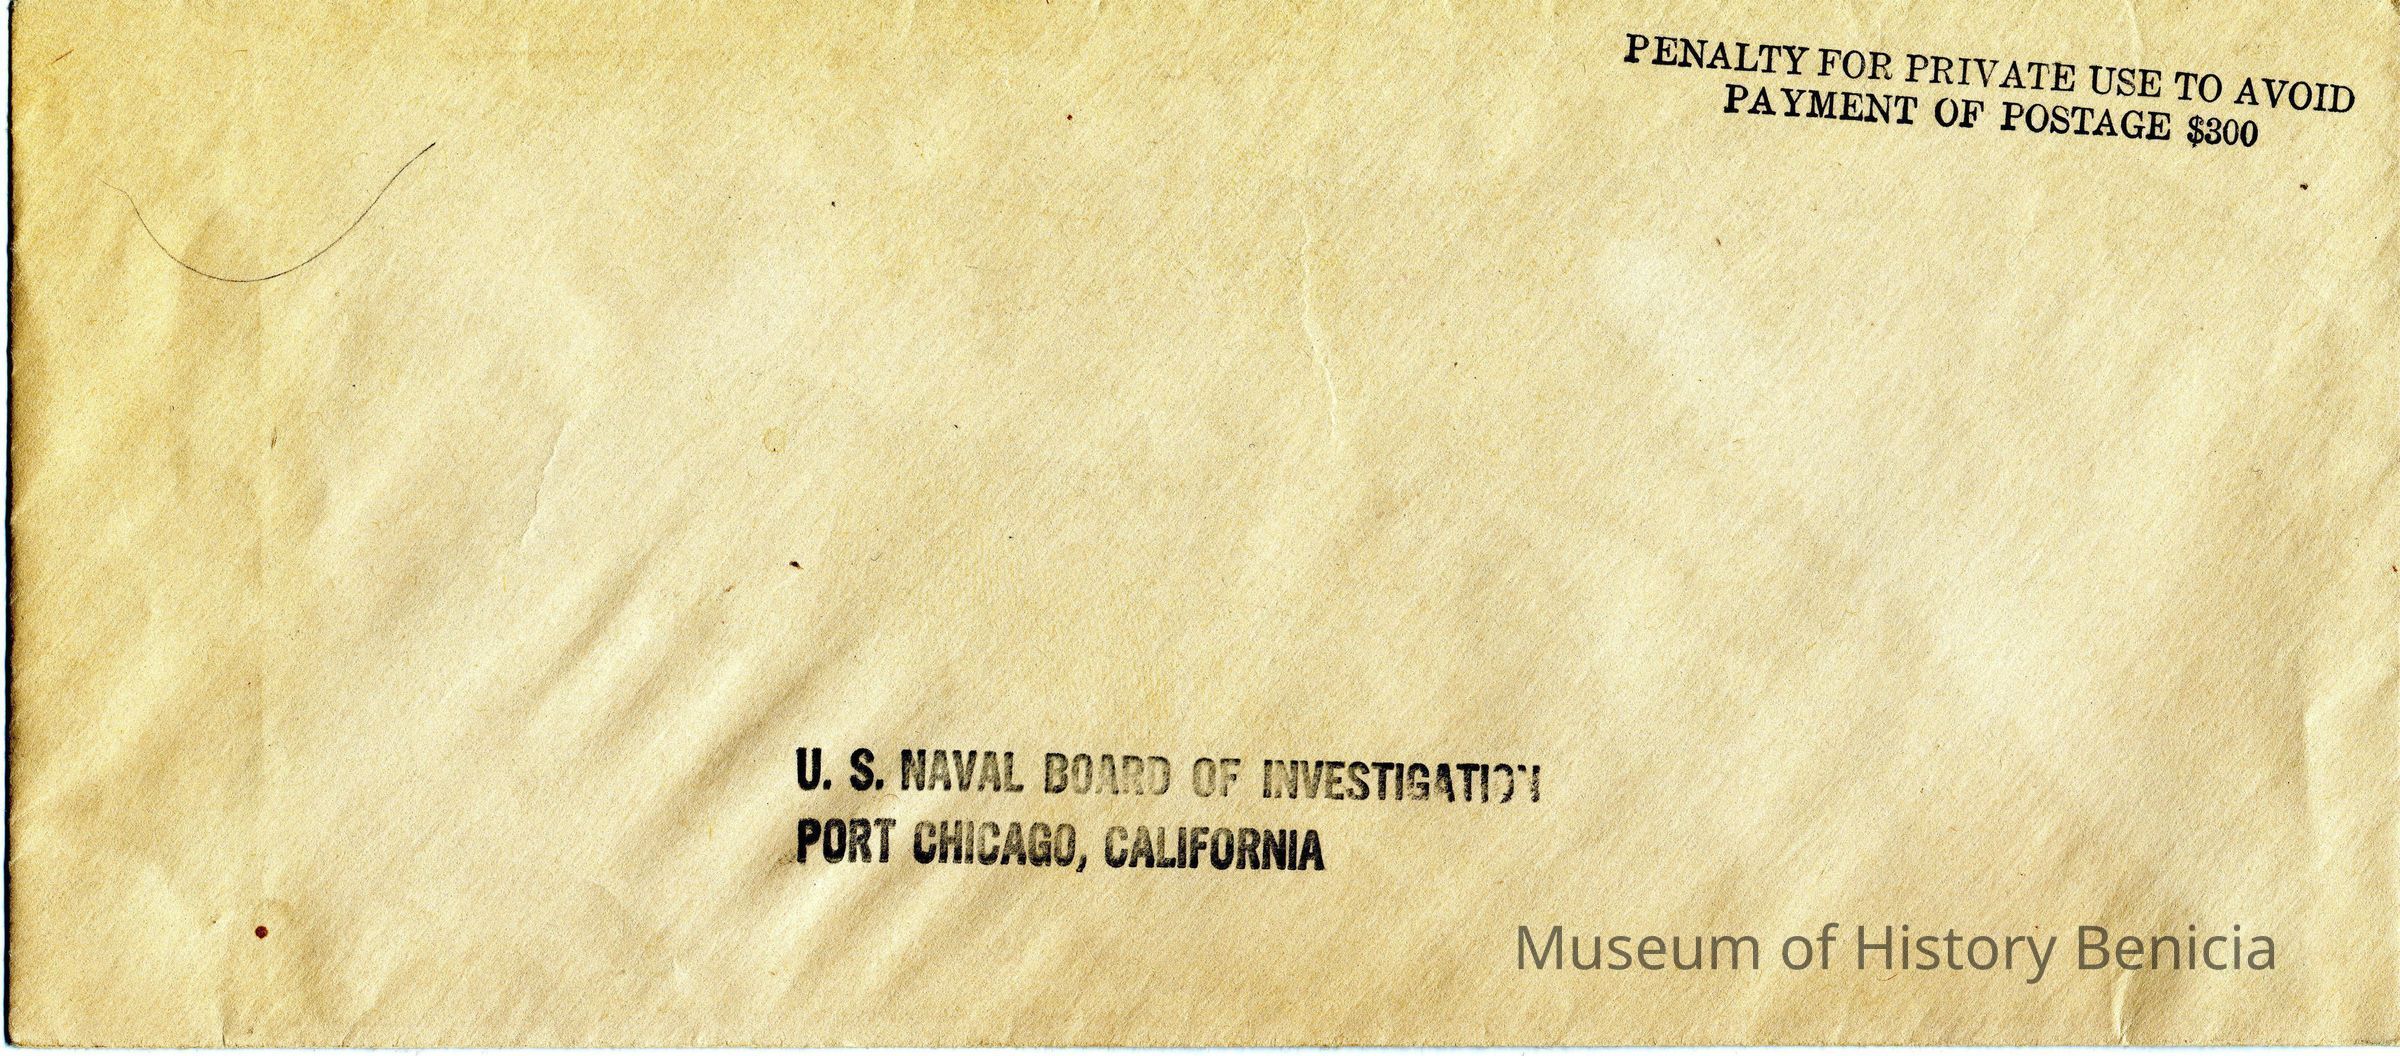 PENALTY FOR PRIVATE USE TO AVOID
PAYMENT OF POSTAGE $300
U. S. NAVAL BOARD OF INVESTIGATION
PORT CHICAGO, CALIFORNIA
Museum of History Benicia